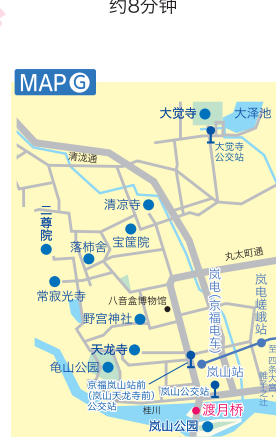 约8分钟
MAP G
大觉寺
大泽池
大觉寺
公交站
清泷通
清凉寺
二尊院
宝筐院
落柿舍
丸太町通
常寂光寺
八音盒博物馆
岚电(京福电车)
岚电嵯峨站
野宫神社
天龙寺
龟山公园
岚山站
京福岚山站前
(岚山天龙寺前)
公交站
岚山公交站
至 四条大宫・
桂川
渡月桥
岚山公园